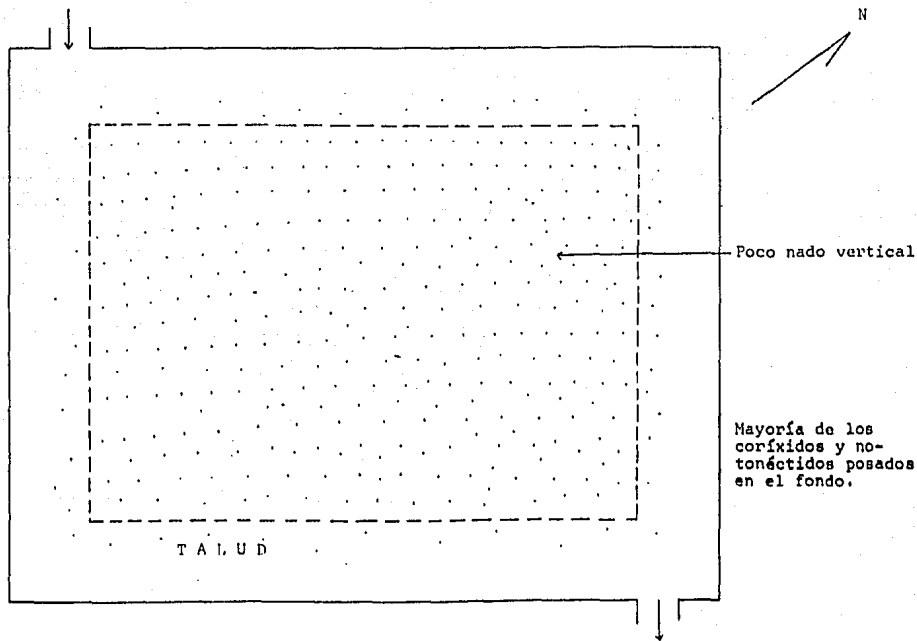 N
Poco nado vertical
Mayoría de los
coríxidos y no-
tonéctidos posados
en el fondo.
TALUD